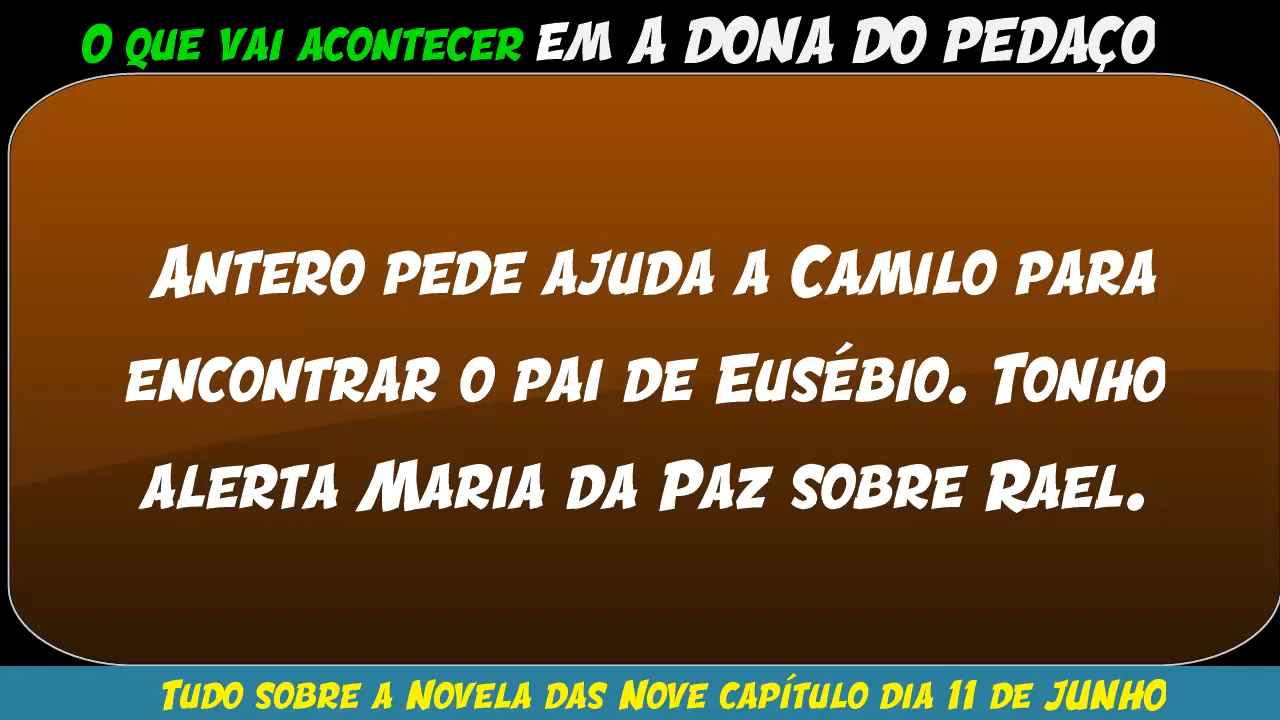 O que vai acontecer em A DONA DO PEDAÇO
Antero pede ajuda a Camilo para
encontrar o pai de Eusébio. Tonho
alerta Maria da Paz sobre Rael.
Tudo sobre a Novela das Nove capítulo dia 11 de JUNHO